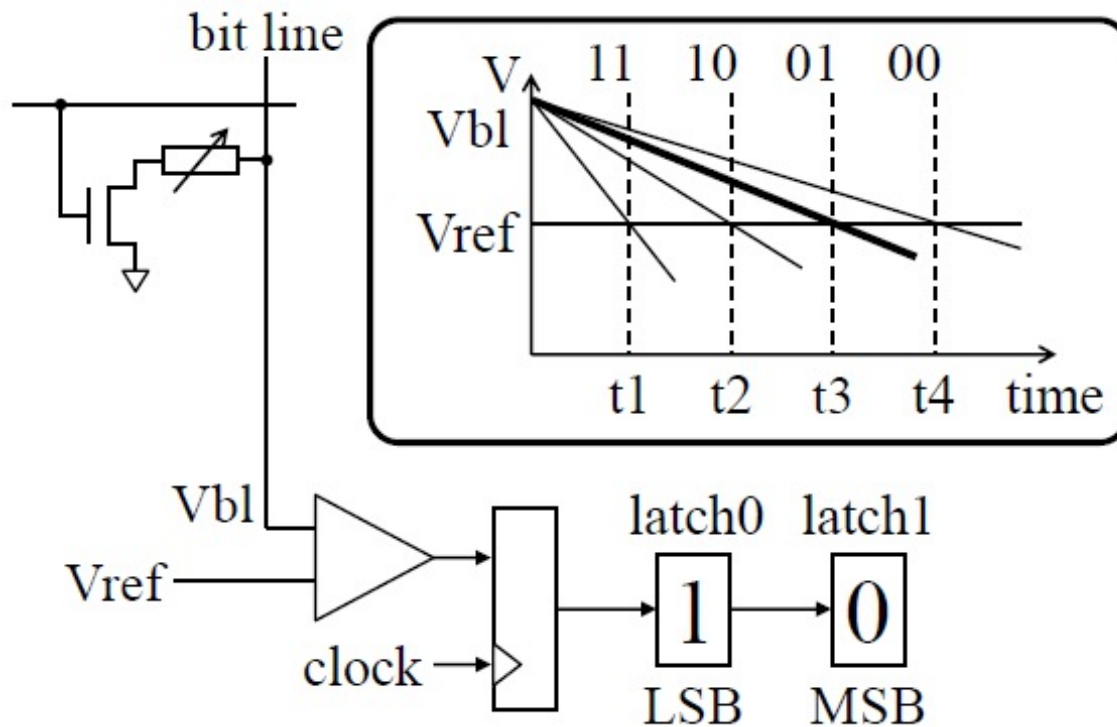 bit line
V
11 10 01 00
Vbl
Vref
t1 t2 t3 t4 time
Vbl
latch0 latch1
Vref
1 0
clock
LSB MSB